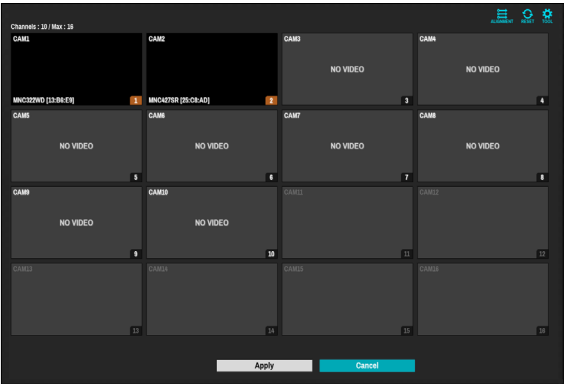 ALIGNMENT RESET TOOL
Channels : 10 / Max : 16
CAM1 CAM2 CAM3 CAM4
NO VIDEO NO VIDEO
MNC322WD [13:B6:E9] 1 MNC427SR [25:C8:AD] 2 3 4
CAM5 CAM6 CAM7 CAM8
NO VIDEO NO VIDEO NO VIDEO NO VIDEO
5 6 7 8
CAM9 CAM10 CAM11 CAM12
NO VIDEO NO VIDEO
9 10 11 12
CAM13 CAM14 CAM15 CAM16
13 14 15 16
Apply Cancel